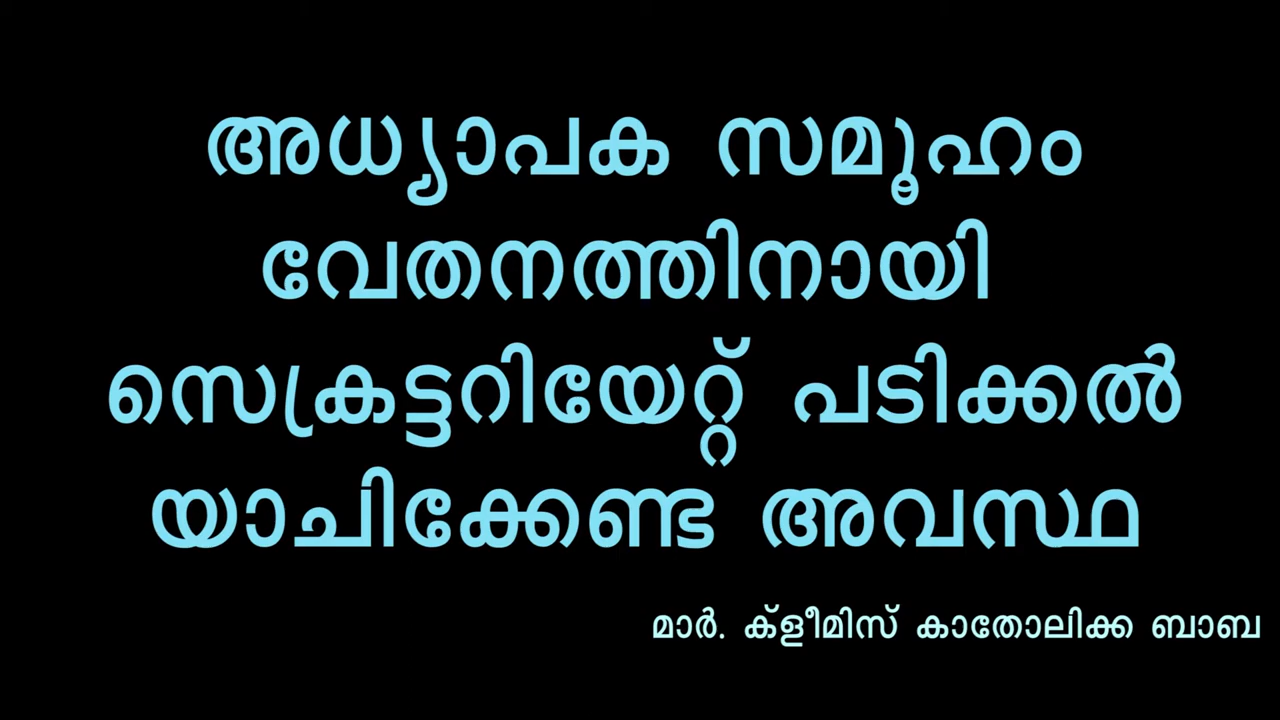 അധ്യാപക സമൂഹം
വേതനത്തിനായി
സെക്രട്ടറിയേറ്റ് പടിക്കൽ
യാചിക്കേണ്ട അവസ്ഥ
മാർ. ക്ളീമിസ് കാതോലിക്ക ബാബ